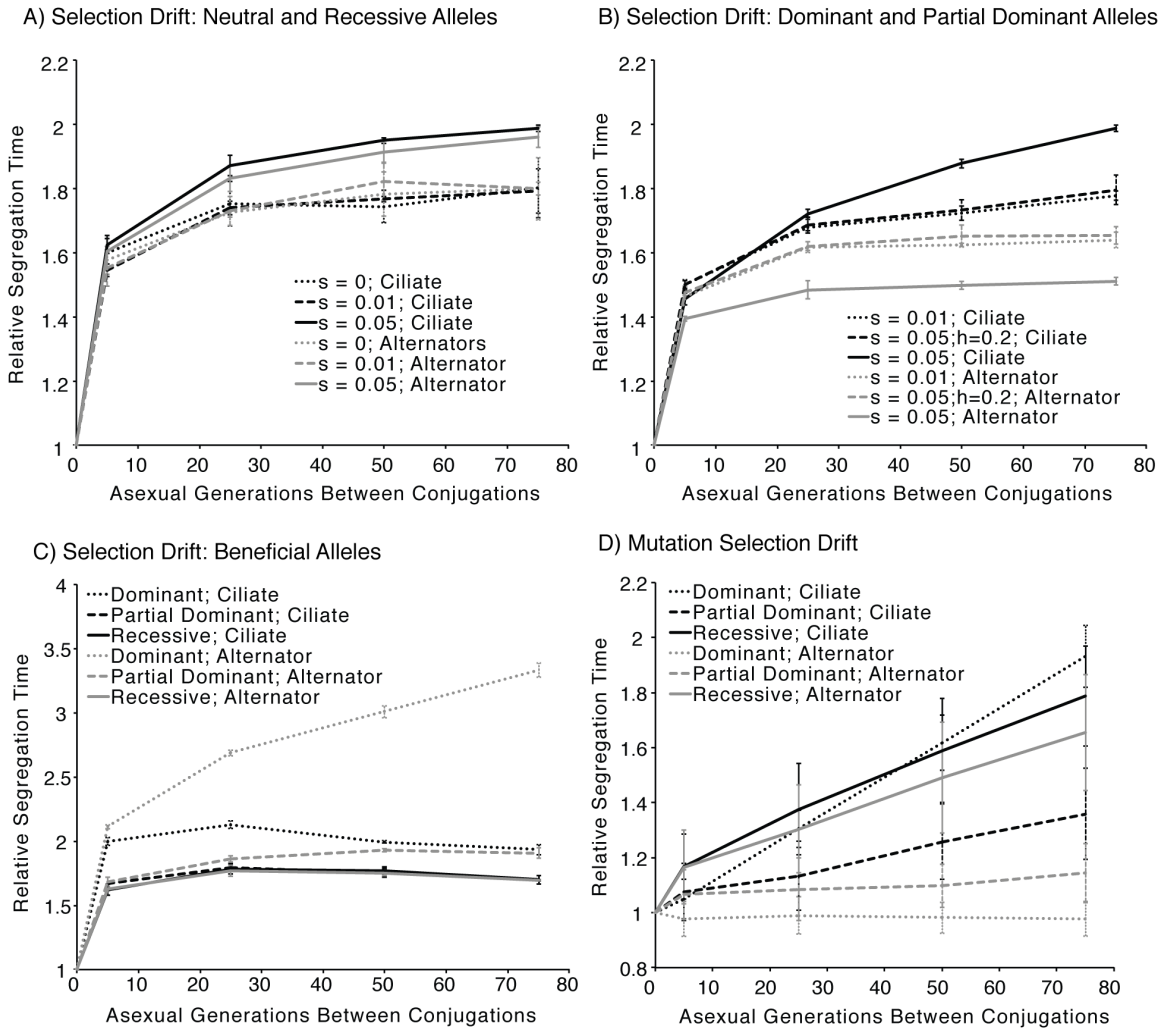 A) Selection Drift: Neutral and Recessive Alleles
2.2
2
1.8
1.6
1.4
1.2
1
Relative Segregation Time
s = 0; Ciliate
s = 0.01; Ciliate
s = 0.05; Ciliate
s = 0; Alternators
s = 0.01; Alternator
s = 0.05; Alternator
0 10 20 30 40 50 60 70 80
Asexual Generations Between Conjugations
B) Selection Drift: Dominant and Partial Dominant Alleles
2.2
2
1.8
1.6
1.4
1.2
1
Relative Segregation Time
s = 0.01; Ciliate
s = 0.05;h=0.2; Ciliate
s = 0.05; Ciliate
s = 0.01; Alternator
s = 0.05;h=0.2; Alternator
s = 0.05; Alternator
0 10 20 30 40 50 60 70 80
Asexual Generations Between Conjugations
C) Selection Drift: Beneficial Alleles
4
3.5
3
2.5
2
1.5
1
Relative Segregation Time
Dominant; Ciliate
Partial Dominant; Ciliate
Recessive; Ciliate
Dominant; Alternator
Partial Dominant; Alternator
Recessive; Alternator
0 10 20 30 40 50 60 70 80
Asexual Generations Between Conjugations
D) Mutation Selection Drift
2.2
2
1.8
1.6
1.4
1.2
1
0.8
Relative Segregation Time
Dominant; Ciliate
Partial Dominant; Ciliate
Recessive; Ciliate
Dominant; Alternator
Partial Dominant; Alternator
Recessive; Alternator
0 10 20 30 40 50 60 70 80
Asexual Generations Between Conjugations